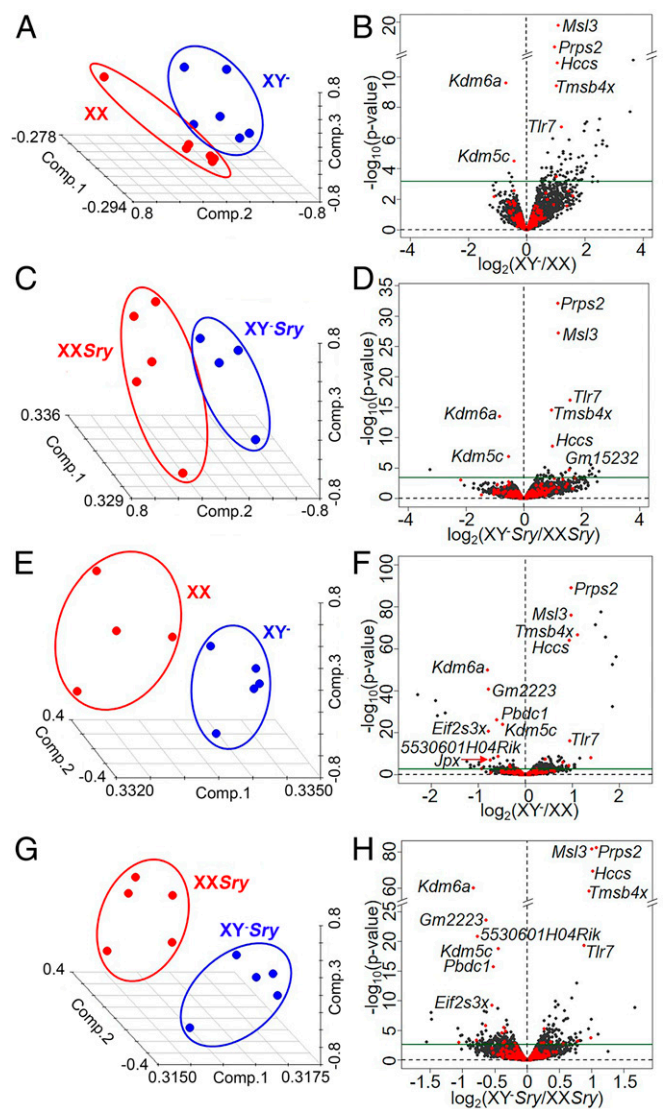 A
XX
XY-
-0.278
Comp.1
-0.294
0.8
Comp.2
-0.8
0.8
Comp.3
-0.8
B
20
10
8
6
4
2
0
-log10(p-value)
Msl3
Prps2
Hccs
Tmsb4x
Kdm6a
Tlr7
Kdm5c
-4
-2
0
2
4
log2(XY-/XX)
C
XXSry
XY-Sry
0.336
Comp.1
0.329
0.8
Comp.2
-0.8
0.8
Comp.3
-0.8
D
35
30
25
20
15
10
5
0
-log10(p-value)
Prps2
Msl3
Tlr7
Tmsb4x
Kdm6a
Hccs
Kdm5c
Gm15232
-4
-2
0
2
4
log2(XY-Sry/XXSry)
E
XX
XY-
0.4
Comp.2
-0.4
0.3320
Comp.1
0.3350
0.8
Comp.3
-0.8
F
100
80
60
40
20
0
-log10(p-value)
Prps2
Msl3
Tmsb4x
Hccs
Kdm6a
Gm2223
Pbdc1
Eif2s3x
Kdm5c
5530601H04Rik
Tlr7
Jpx
-2
-1
0
1
2
log2(XY-/XX)
G
XXSry
XY-Sry
0.4
Comp.2
-0.4
0.3150
Comp.1
0.3175
0.8
Comp.3
-0.8
H
80
60
25
20
15
10
5
0
-log10(p-value)
Msl3
Prps2
Hccs
Kdm6a
Tmsb4x
Gm2223
5530601H04Rik
Kdm5c
Tlr7
Pbdc1
Eif2s3x
-1.5
-1
-0.5
0
0.5
1
1.5
log2(XY-Sry/XXSry)